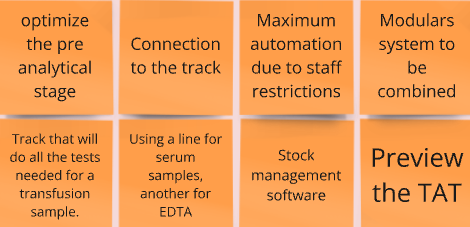 optimize
the pre
analytical
stage
Connection
to the track
Maximum
automation
due to staff
restrictions
Modulars
system to
be
combined
Track that will
do all the tests
needed for a
transfusion
sample.
Using a line for
serum
samples,
another for
EDTA
Stock
management
software
Preview
the TAT